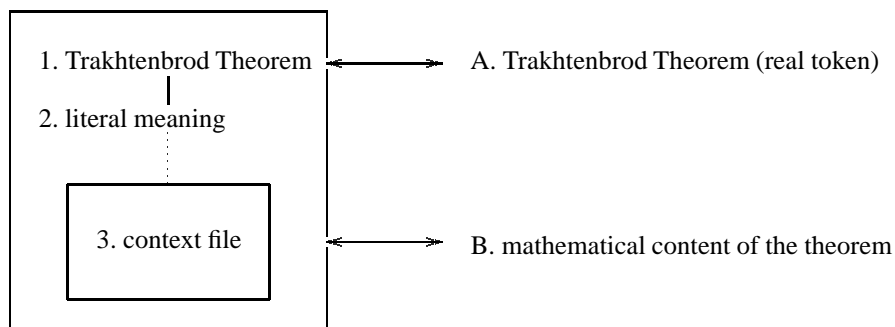 1. Trakhtenbrod Theorem
A. Trakhtenbrod Theorem (real token)
2. literal meaning
3. context file
B. mathematical content of the theorem